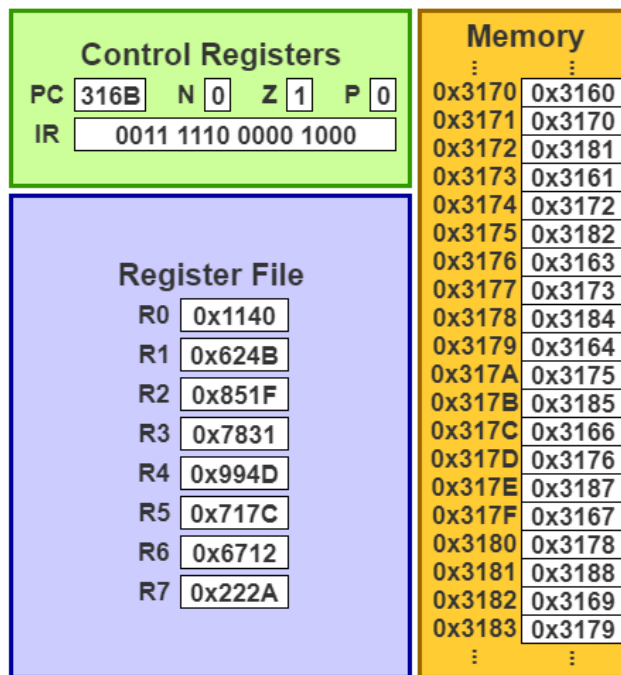 Control Registers
PC 316B N 0 Z 1 P 0
IR 0011 1110 0000 1000
Register File
R0 0x1140
R1 0x624B
R2 0x851F
R3 0x7831
R4 0x994D
R5 0x717C
R6 0x6712
R7 0x222A
Memory
⋮ ⋮
0x3170 0x3160
0x3171 0x3170
0x3172 0x3181
0x3173 0x3161
0x3174 0x3172
0x3175 0x3182
0x3176 0x3163
0x3177 0x3173
0x3178 0x3184
0x3179 0x3164
0x317A 0x3175
0x317B 0x3185
0x317C 0x3166
0x317D 0x3176
0x317E 0x3187
0x317F 0x3167
0x3180 0x3178
0x3181 0x3188
0x3182 0x3169
0x3183 0x3179
⋮ ⋮